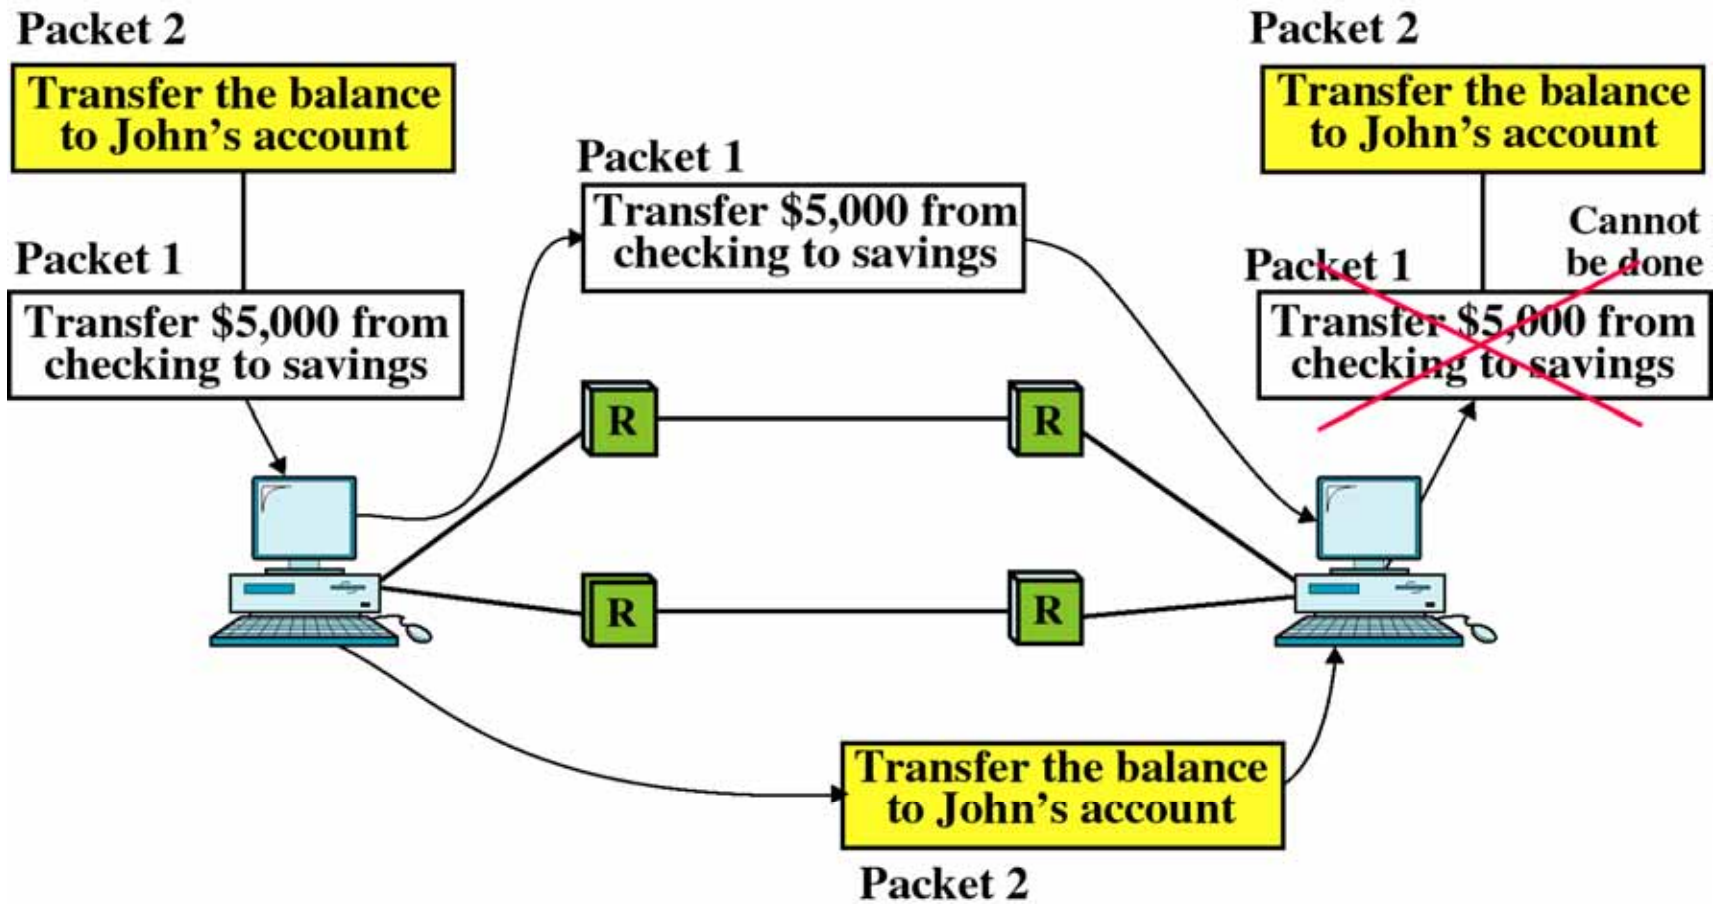 Packet 2
Transfer the balance
to John's account
Packet 1
Transfer $5,000 from
checking to savings
Packet 1
Transfer $5,000 from
checking to savings
Packet 2
Transfer the balance
to John's account
Cannot
be done
Packet 1
Transfer $5,000 from
checking to savings
R
R
R
R
Transfer the balance
to John's account
Packet 2